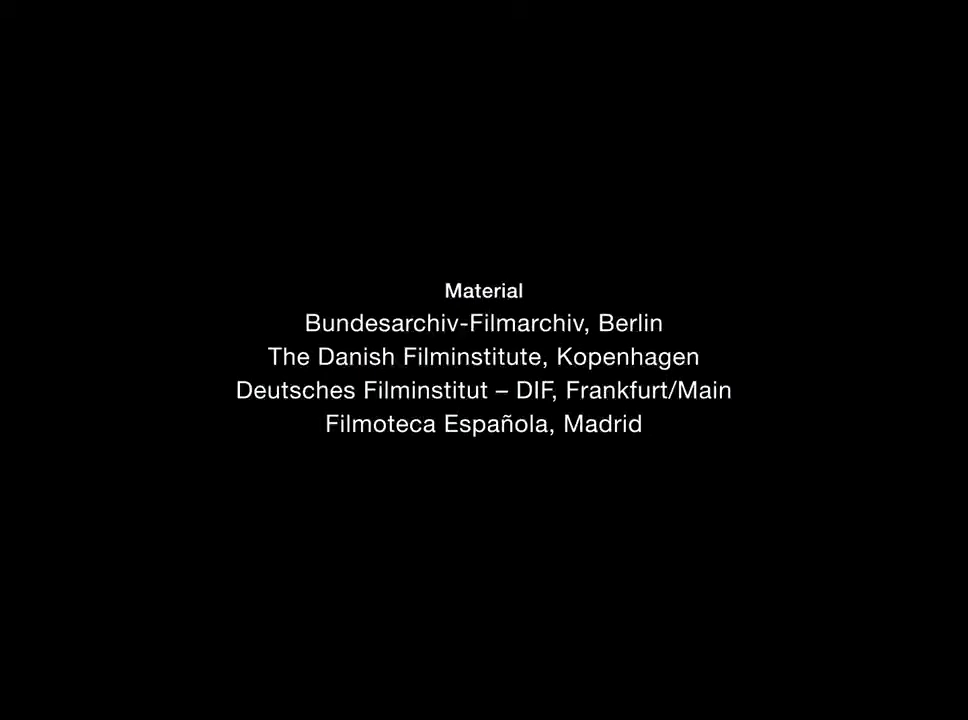 Material
Bundesarchiv-Filmarchiv, Berlin
The Danish Filminstitute, Kopenhagen
Deutsches Filminstitut – DIF, Frankfurt/Main
Filmoteca Española, Madrid